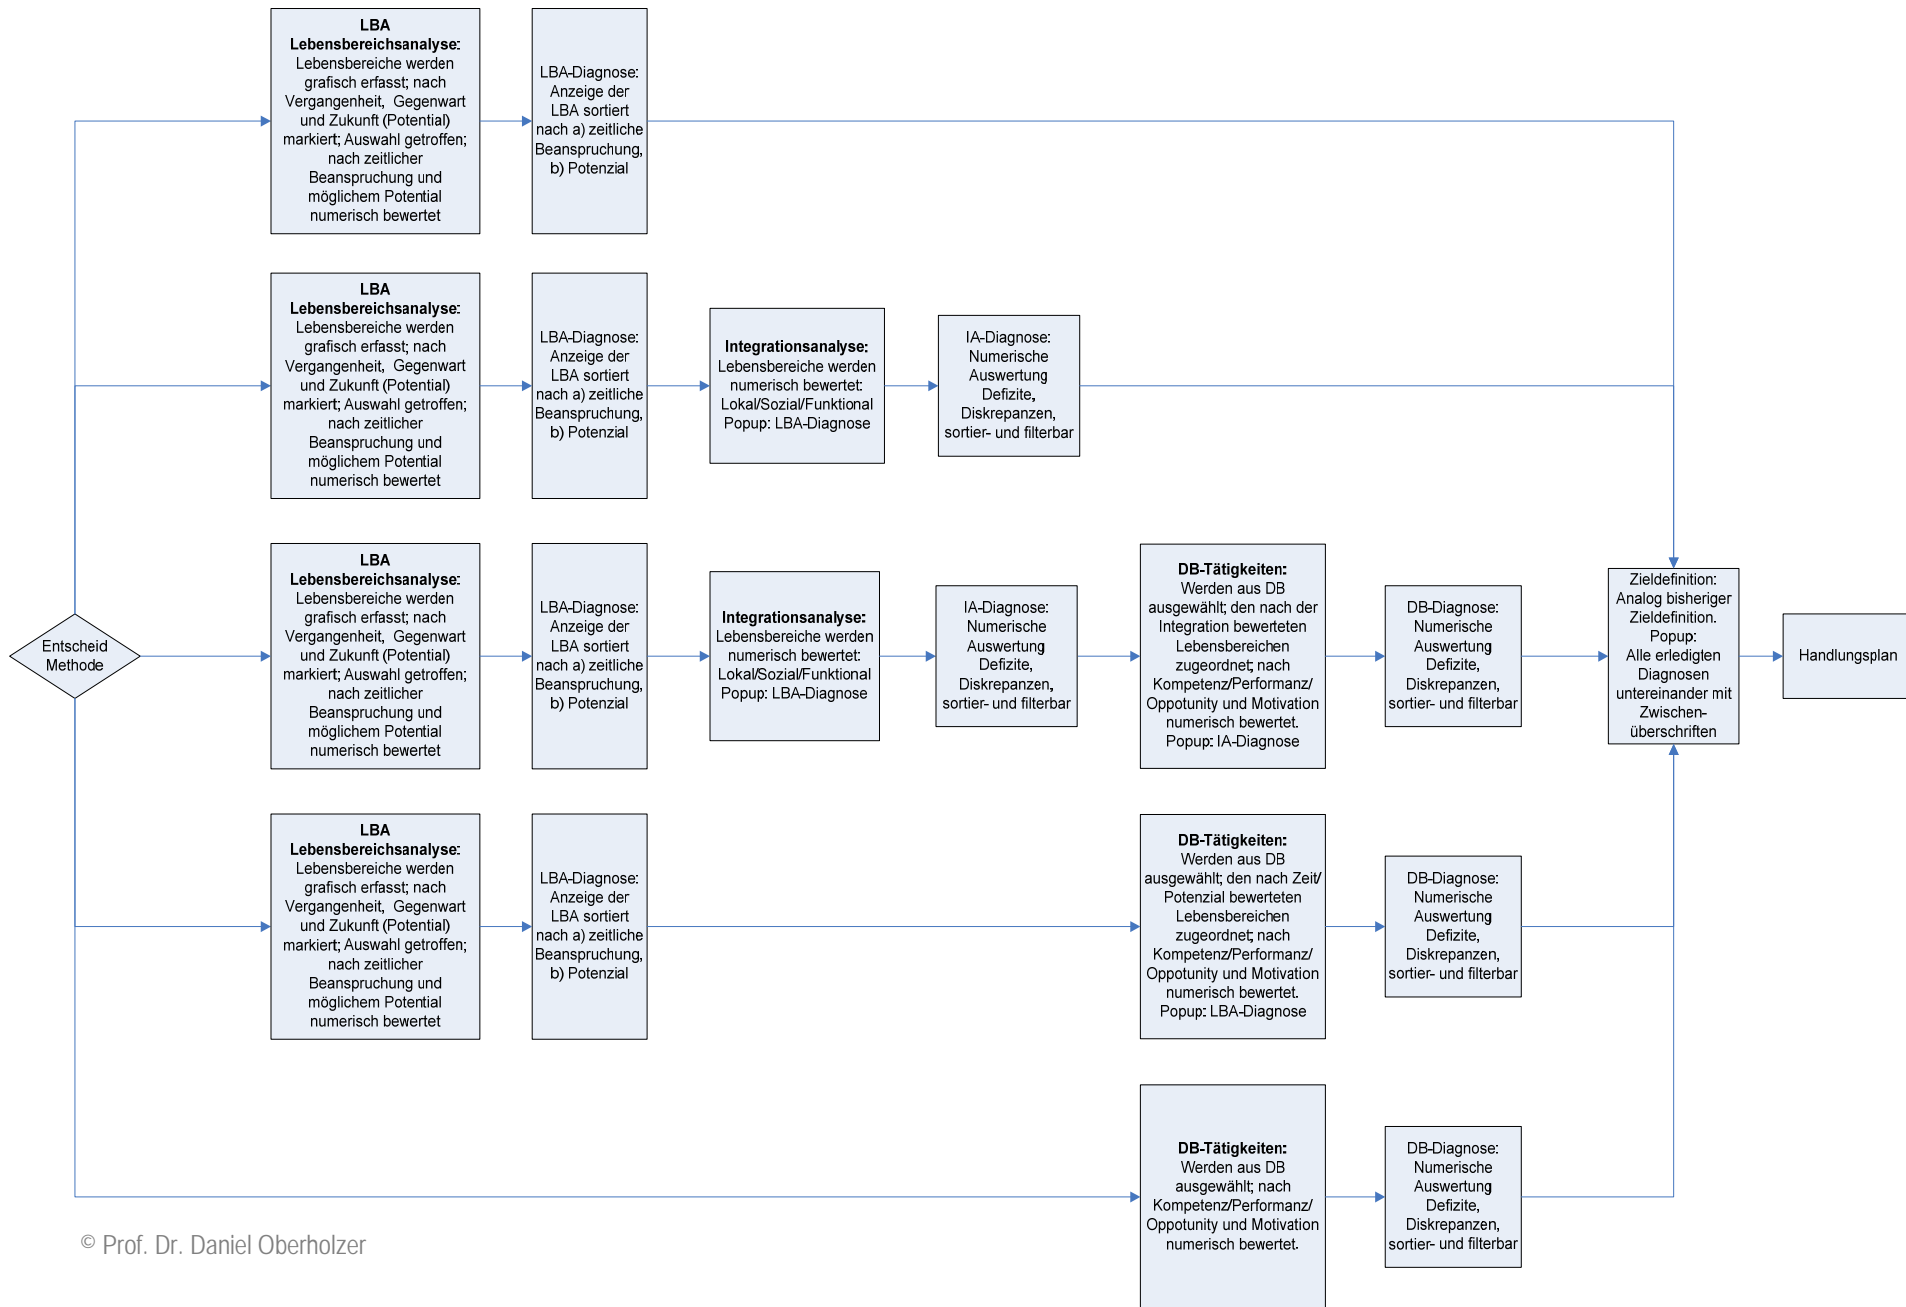 LBA
Lebensbereichsanalyse:
Lebensbereiche werden
grafisch erfasst; nach
Vergangenheit, Gegenwart
und Zukunft (Potential)
markiert; Auswahl getroffen;
nach zeitlicher
Beanspruchung und
möglichem Potential
numerisch bewertet
LBA-Diagnose:
Anzeige der
LBA sortiert
nach a) zeitliche
Beanspruchung,
b) Potenzial
LBA
Lebensbereichsanalyse:
Lebensbereiche werden
grafisch erfasst; nach
Vergangenheit, Gegenwart
und Zukunft (Potential)
markiert; Auswahl getroffen;
nach zeitlicher
Beanspruchung und
möglichem Potential
numerisch bewertet
LBA-Diagnose:
Anzeige der
LBA sortiert
nach a) zeitliche
Beanspruchung,
b) Potenzial
Integrationsanalyse:
Lebensbereiche werden
numerisch bewertet:
Lokal/Sozial/Funktional
Popup: LBA-Diagnose
IA-Diagnose:
Numerische
Auswertung
Defizite,
Diskrepanzen,
sortier- und filterbar
Entscheid
Methode
LBA
Lebensbereichsanalyse:
Lebensbereiche werden
grafisch erfasst; nach
Vergangenheit, Gegenwart
und Zukunft (Potential)
markiert; Auswahl getroffen;
nach zeitlicher
Beanspruchung und
möglichem Potential
numerisch bewertet
LBA-Diagnose:
Anzeige der
LBA sortiert
nach a) zeitliche
Beanspruchung,
b) Potenzial
Integrationsanalyse:
Lebensbereiche werden
numerisch bewertet:
Lokal/Sozial/Funktional
Popup: LBA-Diagnose
IA-Diagnose:
Numerische
Auswertung
Defizite,
Diskrepanzen,
sortier- und filterbar
DB-Tätigkeiten:
Werden aus DB
ausgewählt; den nach der
Integration bewerteten
Lebensbereichen
zugeordnet; nach
Kompetenz/Performanz/
Oppotunity und Motivation
numerisch bewertet.
Popup: IA-Diagnose
DB-Diagnose:
Numerische
Auswertung
Defizite,
Diskrepanzen,
sortier- und filterbar
Zieldefinition:
Analog bisheriger
Zieldefinition.
Popup:
Alle erledigten
Diagnosen
untereinander mit
Zwischen-
überschriften
Handlungsplan
LBA
Lebensbereichsanalyse:
Lebensbereiche werden
grafisch erfasst; nach
Vergangenheit, Gegenwart
und Zukunft (Potential)
markiert; Auswahl getroffen;
nach zeitlicher
Beanspruchung und
möglichem Potential
numerisch bewertet
LBA-Diagnose:
Anzeige der
LBA sortiert
nach a) zeitliche
Beanspruchung,
b) Potenzial
DB-Tätigkeiten:
Werden aus DB
ausgewählt; den nach Zeit/
Potenzial bewerteten
Lebensbereichen
zugeordnet; nach
Kompetenz/Performanz/
Oppotunity und Motivation
numerisch bewertet.
Popup: LBA-Diagnose
DB-Diagnose:
Numerische
Auswertung
Defizite,
Diskrepanzen,
sortier- und filterbar
DB-Tätigkeiten:
Werden aus DB
ausgewählt; nach
Kompetenz/Performanz/
Oppotunity und Motivation
numerisch bewertet.
DB-Diagnose:
Numerische
Auswertung
Defizite,
Diskrepanzen,
sortier- und filterbar
© Prof. Dr. Daniel Oberholzer